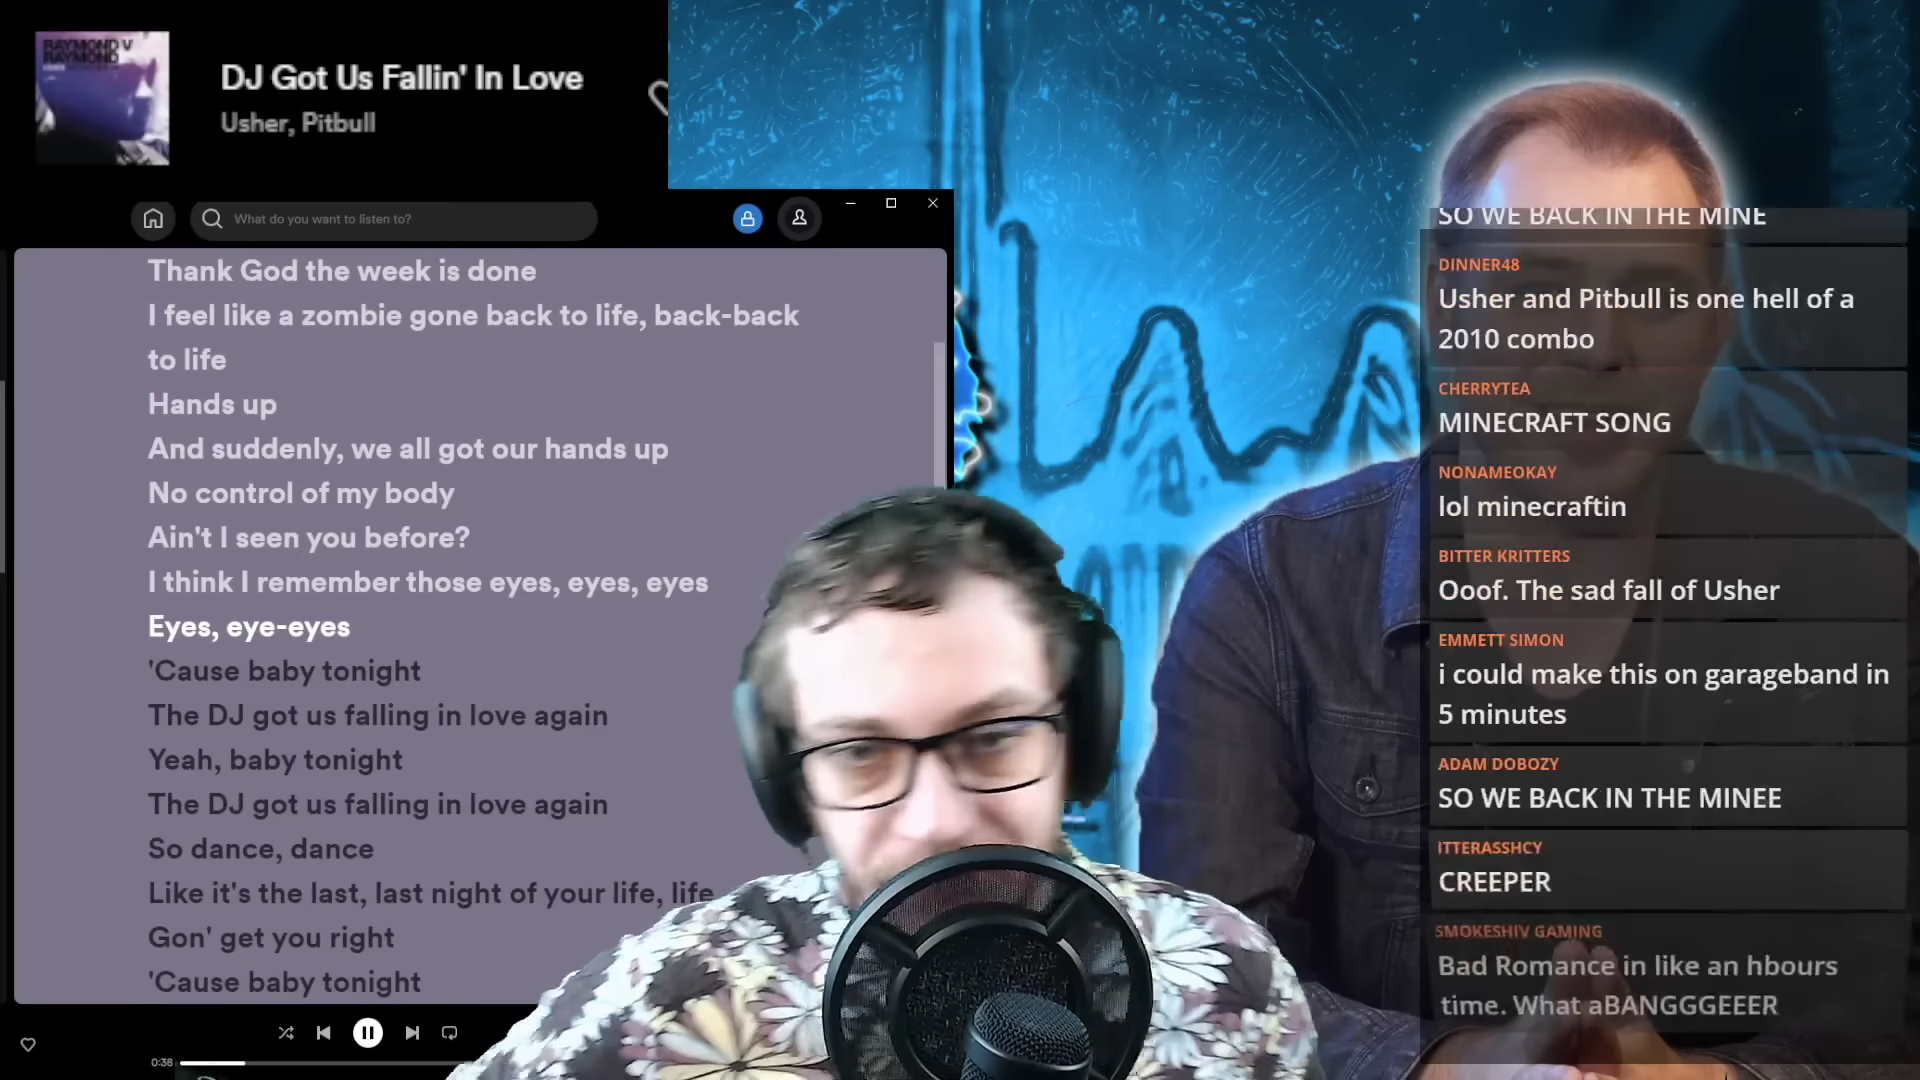 RAYMOND V
RAYMOND
DJ Got Us Fallin' In Love
Usher, Pitbull
What do you want to listen to?
Thank God the week is done
I feel like a zombie gone back to life, back-back
to life
Hands up
And suddenly, we all got our hands up
No control of my body
Ain't I seen you before?
I think I remember those eyes, eyes, eyes
Eyes, eye-eyes
'Cause baby tonight
The DJ got us falling in love again
Yeah, baby tonight
The DJ got us falling in love again
So dance, dance
Like it's the last, last night of your life, life
Gon' get you right
'Cause baby tonight
0:38
SO WE BACK IN THE MINE
DINNER48
Usher and Pitbull is one hell of a
2010 combo
CHERRYTEA
MINECRAFT SONG
NONAMEOKAY
lol minecraftin
BITTER KRITTERS
Ooof. The sad fall of Usher
EMMETT SIMON
i could make this on garageband in
5 minutes
ADAM DOBOZY
SO WE BACK IN THE MINEE
ITTERASSHCY
CREEPER
SMOKESHIV GAMING
Bad Romance in like an hbours
time. What aBANGGGEEER